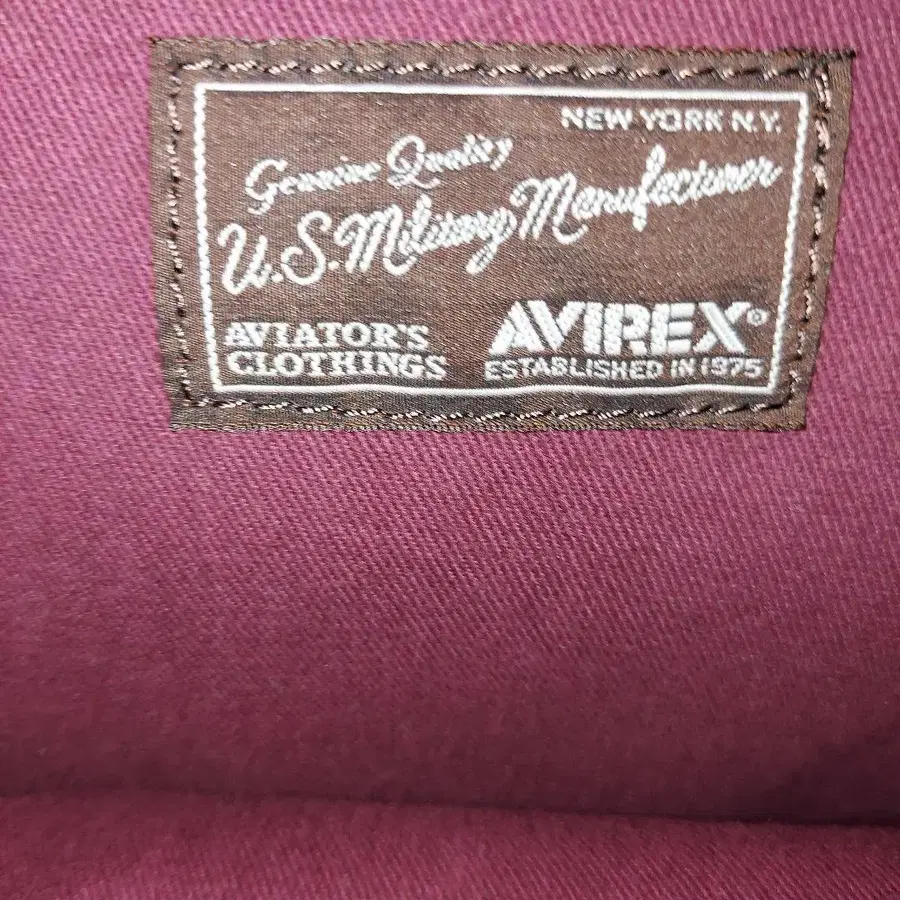 NEW YORK N.Y.
Genuine Quality
U.S. Military Manufacturer
AVIATOR'S
CLOTHINGS
AVIREX®
ESTABLISHED IN 1975